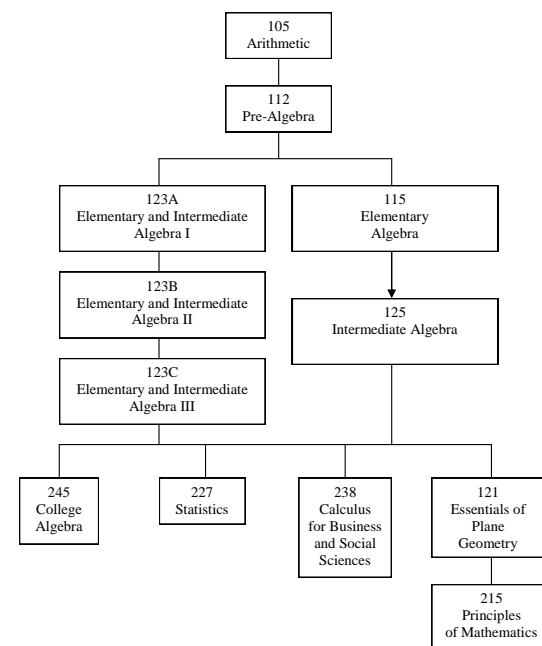 105
Arithmetic
112
Pre-Algebra
123A
Elementary and Intermediate
Algebra I
115
Elementary
Algebra
123B
Elementary and Intermediate
Algebra II
125
Intermediate Algebra
123C
Elementary and Intermediate
Algebra III
245
College
Algebra
227
Statistics
238
Calculus
for Business
and Social
Sciences
121
Essentials of
Plane
Geometry
215
Principles
of Mathematics